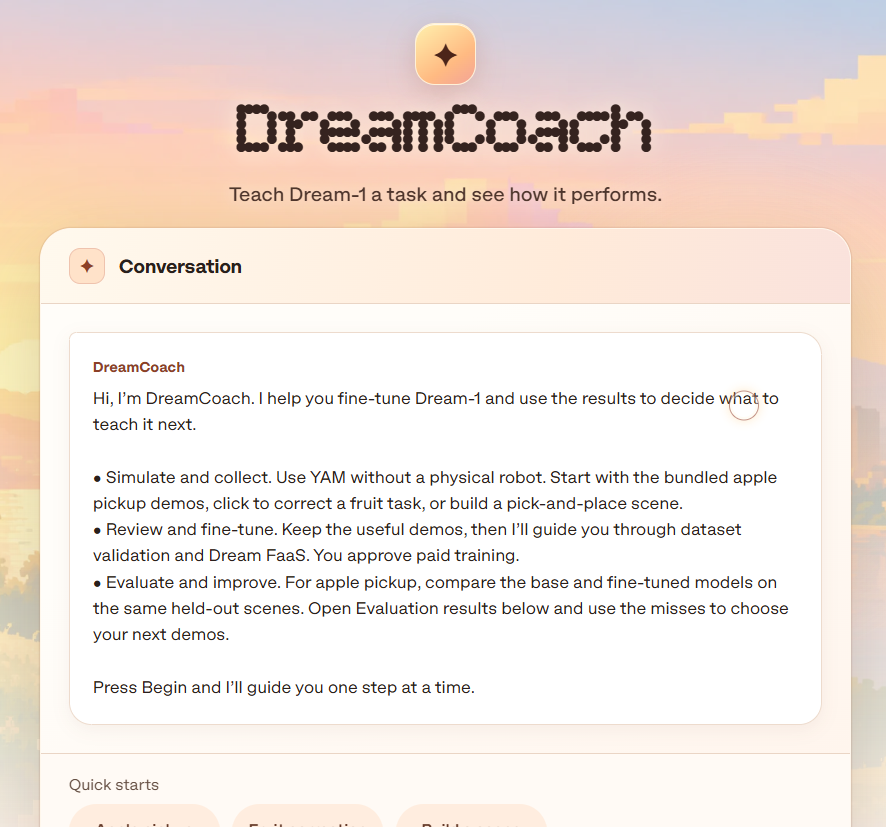 DreamCoach
Teach Dream-1 a task and see how it performs.
Conversation
DreamCoach
Hi, I’m DreamCoach. I help you fine-tune Dream-1 and use the results to decide what to
teach it next.
● Simulate and collect. Use YAM without a physical robot. Start with the bundled apple
pickup demos, click to correct a fruit task, or build a pick-and-place scene.
● Review and fine-tune. Keep the useful demos, then I’ll guide you through dataset
validation and Dream FaaS. You approve paid training.
● Evaluate and improve. For apple pickup, compare the base and fine-tuned models on
the same held-out scenes. Open Evaluation results below and use the misses to choose
your next demos.
Press Begin and I’ll guide you one step at a time.
Quick starts